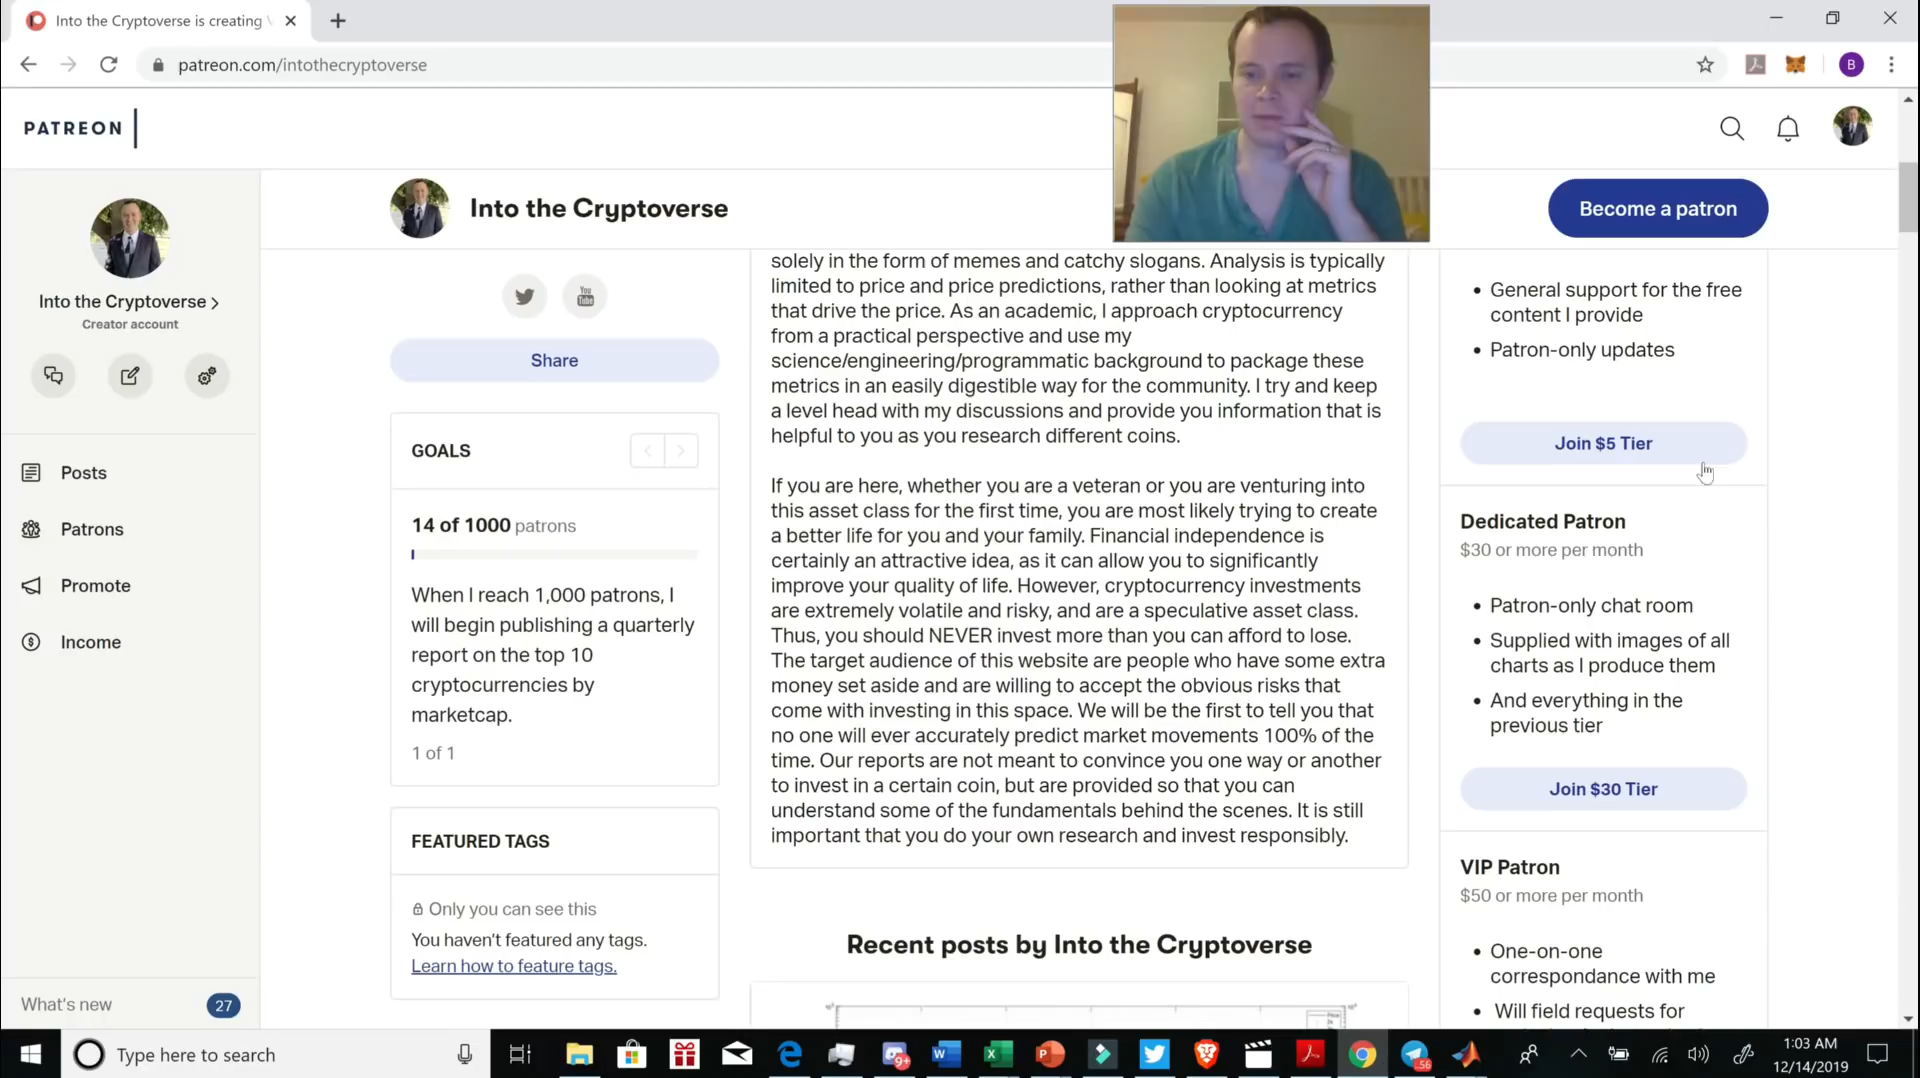 Into the Cryptoverse is creating
patreon.com/intothecryptoverse
B
PATREON
Into the Cryptoverse
Creator account
Posts
Patrons
Promote
Income
What's new
27
Into the Cryptoverse
Become a patron
You
Tube
Share
GOALS
14 of 1000 patrons
When I reach 1,000 patrons, I
will begin publishing a quarterly
report on the top 10
cryptocurrencies by
marketcap.
1 of 1
FEATURED TAGS
Only you can see this
You haven't featured any tags.
Learn how to feature tags.
solely in the form of memes and catchy slogans. Analysis is typically
limited to price and price predictions, rather than looking at metrics
that drive the price. As an academic, I approach cryptocurrency
from a practical perspective and use my
science/engineering/programmatic background to package these
metrics in an easily digestible way for the community. I try and keep
a level head with my discussions and provide you information that is
helpful to you as you research different coins.
If you are here, whether you are a veteran or you are venturing into
this asset class for the first time, you are most likely trying to create
a better life for you and your family. Financial independence is
certainly an attractive idea, as it can allow you to significantly
improve your quality of life. However, cryptocurrency investments
are extremely volatile and risky, and are a speculative asset class.
Thus, you should NEVER invest more than you can afford to lose.
The target audience of this website are people who have some extra
money set aside and are willing to accept the obvious risks that
come with investing in this space. We will be the first to tell you that
no one will ever accurately predict market movements 100% of the
time. Our reports are not meant to convince you one way or another
to invest in a certain coin, but are provided so that you can
understand some of the fundamentals behind the scenes. It is still
important that you do your own research and invest responsibly.
Recent posts by Into the Cryptoverse
General support for the free
content I provide
Patron-only updates
Join $5 Tier
Dedicated Patron
$30 or more per month
Patron-only chat room
Supplied with images of all
charts as I produce them
And everything in the
previous tier
Join $30 Tier
VIP Patron
$50 or more per month
One-on-one
correspondance with me
Will field requests for
Type here to search
9+
56
1:03 AM
12/14/2019